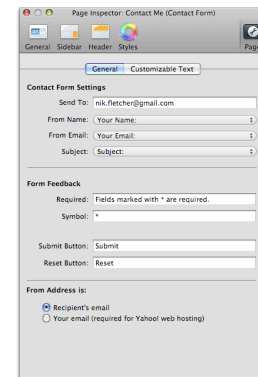 Page Inspector: Contact Me (Contact Form)
General Sidebar Header Styles Page
General Customizable Text
Contact Form Settings
Send To: nik.fletcher@gmail.com
From Name: Your Name:
From Email: Your Email:
Subject: Subject:
Form Feedback
Required: Fields marked with * are required.
Symbol: *
Submit Button: Submit
Reset Button: Reset
From Address is:
Recipient's email
Your email (required for Yahoo! web hosting)